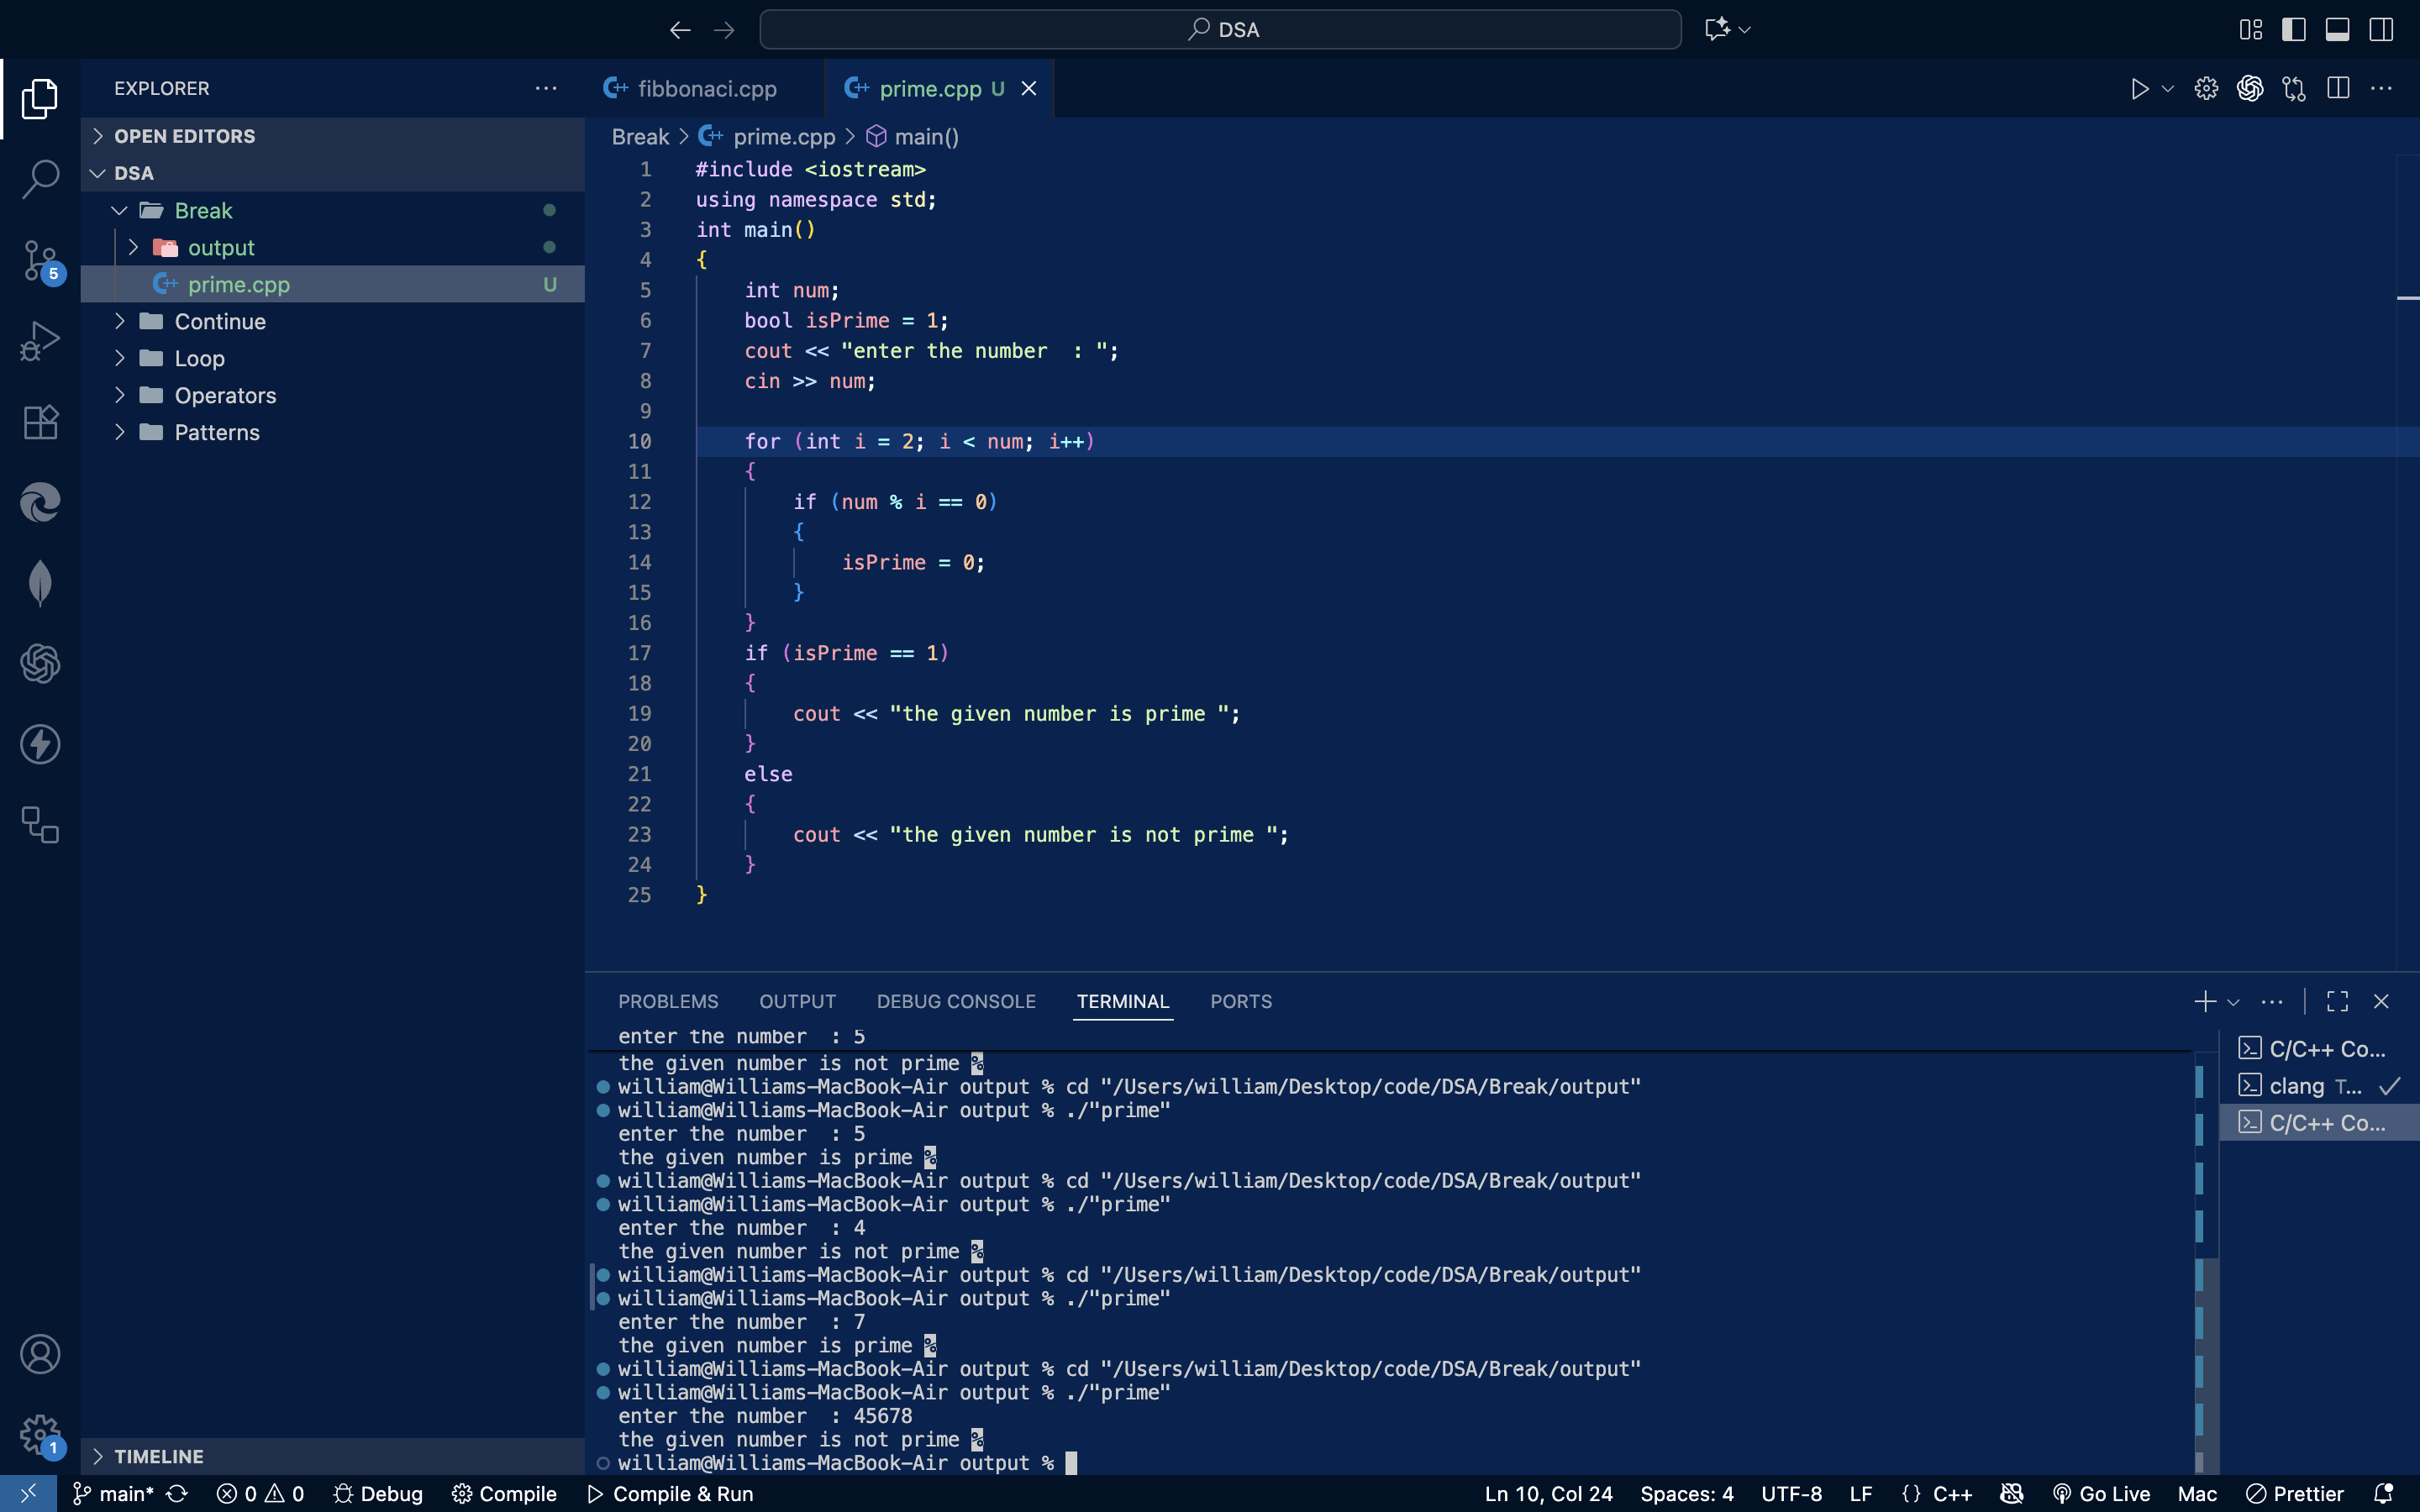 DSA
EXPLORER
OPEN EDITORS
DSA
Break
output
prime.cpp U
Continue
Loop
Operators
Patterns
TIMELINE
5
1
fibbonaci.cpp
prime.cpp U
Break > prime.cpp > main()
1 #include <iostream>
2 using namespace std;
3 int main()
4 {
5     int num;
6     bool isPrime = 1;
7     cout << "enter the number  : ";
8     cin >> num;
9
10     for (int i = 2; i < num; i++)
11     {
12         if (num % i == 0)
13         {
14             isPrime = 0;
15         }
16     }
17     if (isPrime == 1)
18     {
19         cout << "the given number is prime ";
20     }
21     else
22     {
23         cout << "the given number is not prime ";
24     }
25 }
PROBLEMS OUTPUT DEBUG CONSOLE TERMINAL PORTS
enter the number  : 5
the given number is not prime %
william@Williams-MacBook-Air output % cd "/Users/william/Desktop/code/DSA/Break/output"
william@Williams-MacBook-Air output % ./"prime"
enter the number  : 5
the given number is prime %
william@Williams-MacBook-Air output % cd "/Users/william/Desktop/code/DSA/Break/output"
william@Williams-MacBook-Air output % ./"prime"
enter the number  : 4
the given number is not prime %
william@Williams-MacBook-Air output % cd "/Users/william/Desktop/code/DSA/Break/output"
william@Williams-MacBook-Air output % ./"prime"
enter the number  : 7
the given number is prime %
william@Williams-MacBook-Air output % cd "/Users/william/Desktop/code/DSA/Break/output"
william@Williams-MacBook-Air output % ./"prime"
enter the number  : 45678
the given number is not prime %
william@Williams-MacBook-Air output %
C/C++ Co...
clang T...
C/C++ Co...
main* 0 0 Debug Compile Compile & Run Ln 10, Col 24 Spaces: 4 UTF-8 LF {} C++ Go Live Mac Prettier